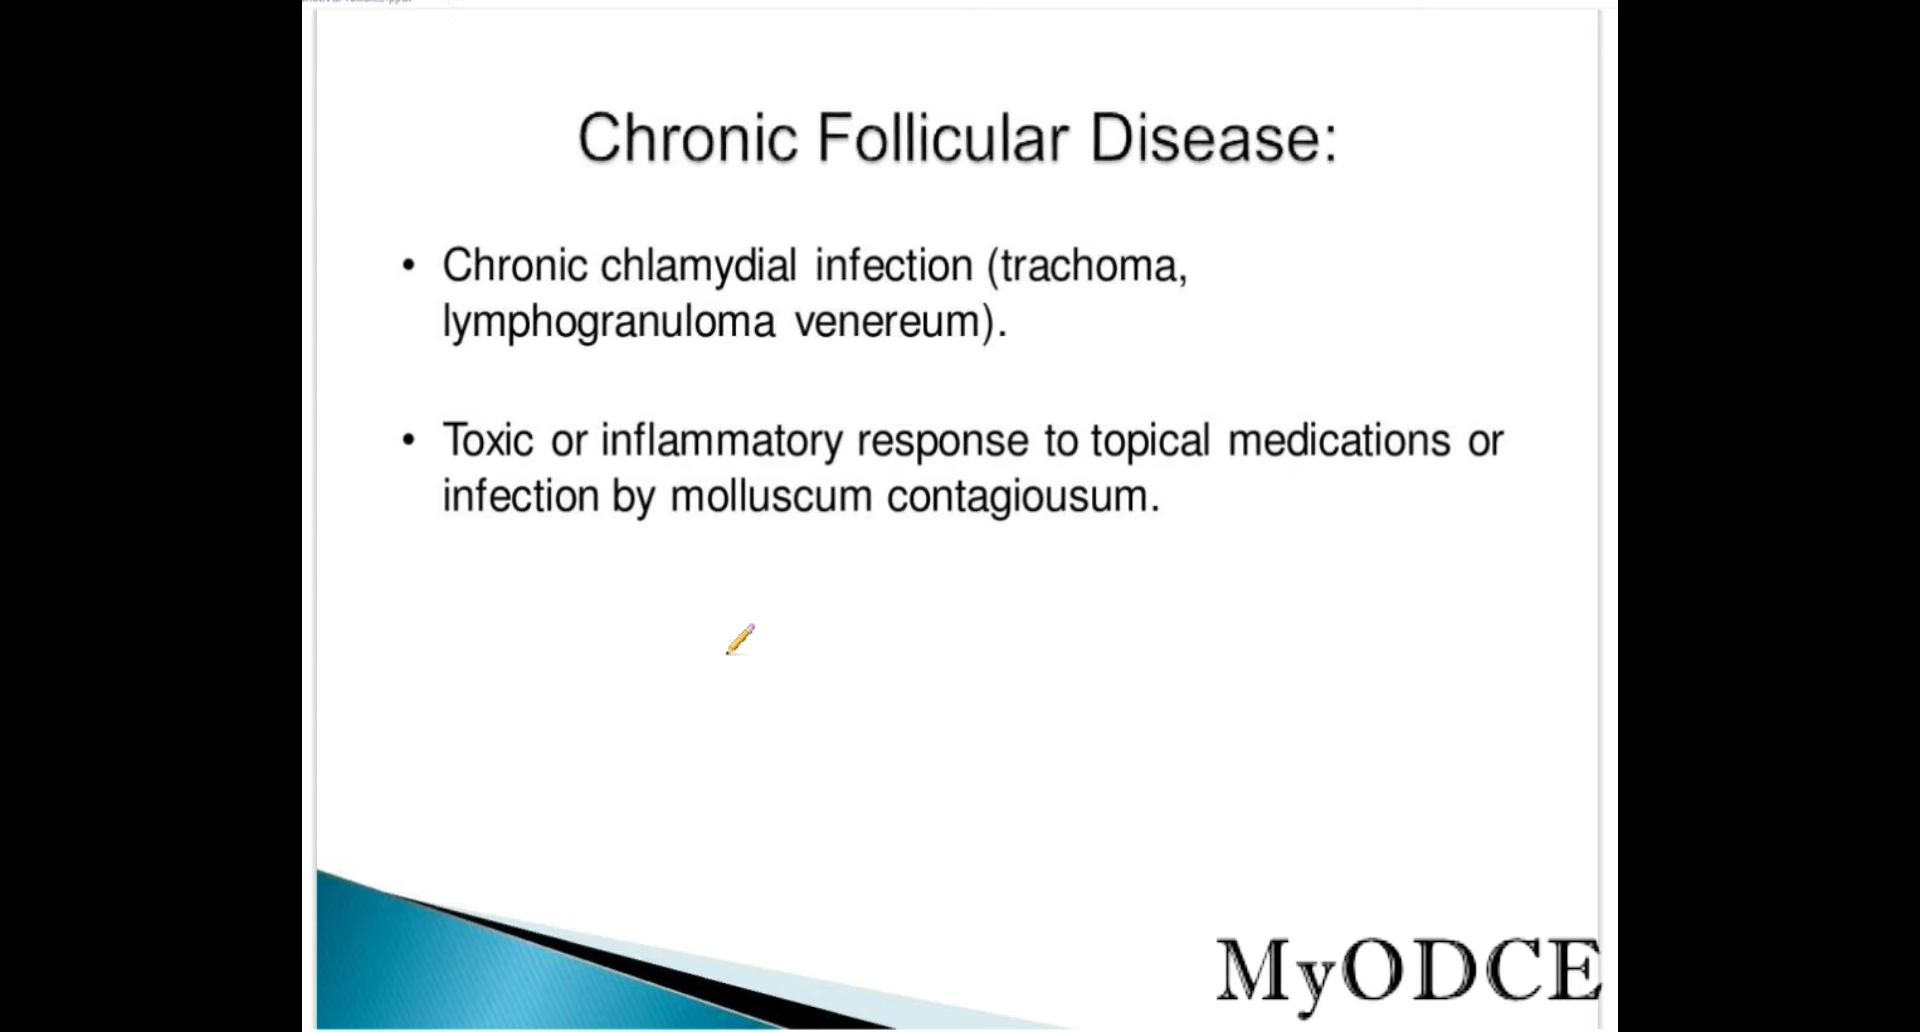 Chronic Follicular Disease:
• Chronic chlamydial infection (trachoma,
lymphogranuloma venereum).
• Toxic or inflammatory response to topical medications or
infection by molluscum contagiousum.
MyODCE